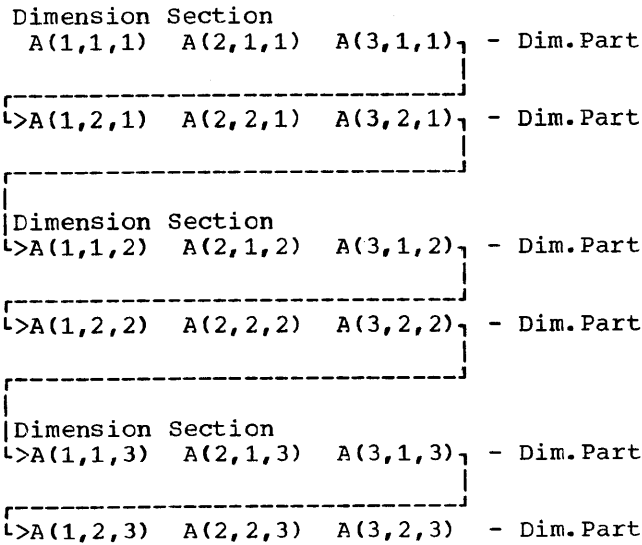 Dimension Section
A(1,1,1) A(2,1,1) A(3,1,1) - Dim.Part
>A(1,2,1) A(2,2,1) A(3,2,1) - Dim.Part
Dimension Section
>A(1,1,2) A(2,1,2) A(3,1,2) - Dim.Part
>A(1,2,2) A(2,2,2) A(3,2,2) - Dim.Part
Dimension Section
>A(1,1,3) A(2,1,3) A(3,1,3) - Dim.Part
>A(1,2,3) A(2,2,3) A(3,2,3) - Dim.Part